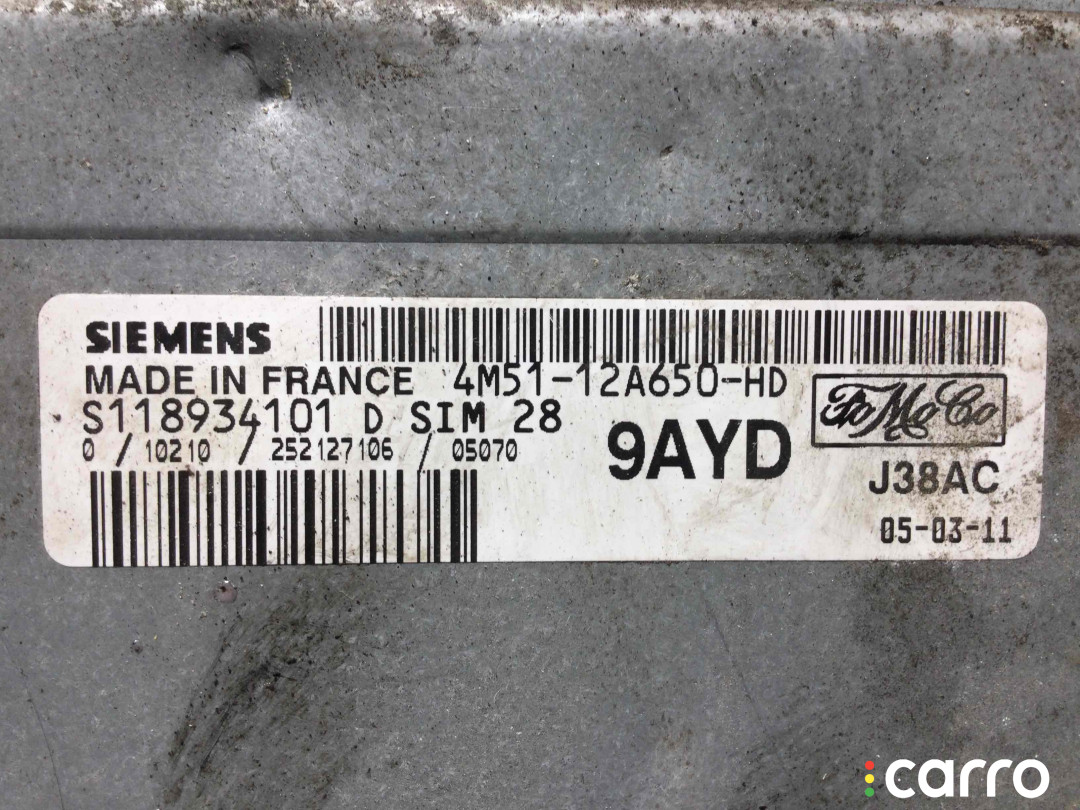 SIEMENS
MADE IN FRANCE 4M51-12A650-HD
S118934101 D SIM 28
0 / 10210 / 252127106 / 05070
9AYD
FoMoCo
J38AC
05-03-11
carro